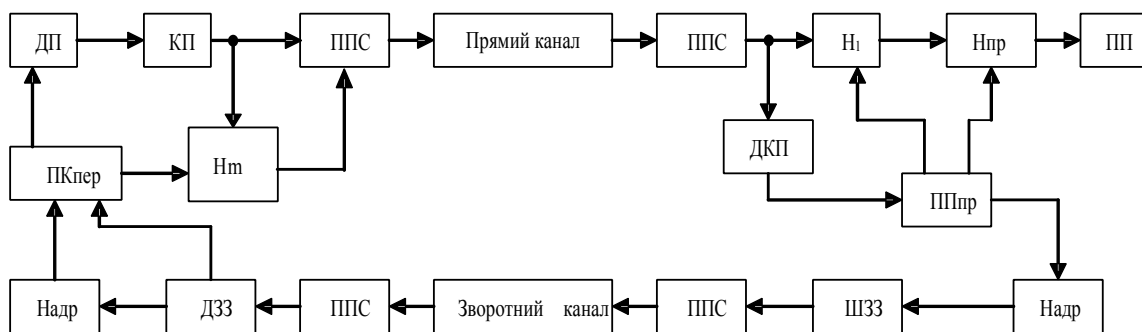 ДП КП ППС Прямий канал ППС Н₁ Нпр ПП
Нm ДКП
ПКпер ППпр
Надр ДЗЗ ППС Зворотний канал ППС ШЗЗ Надр